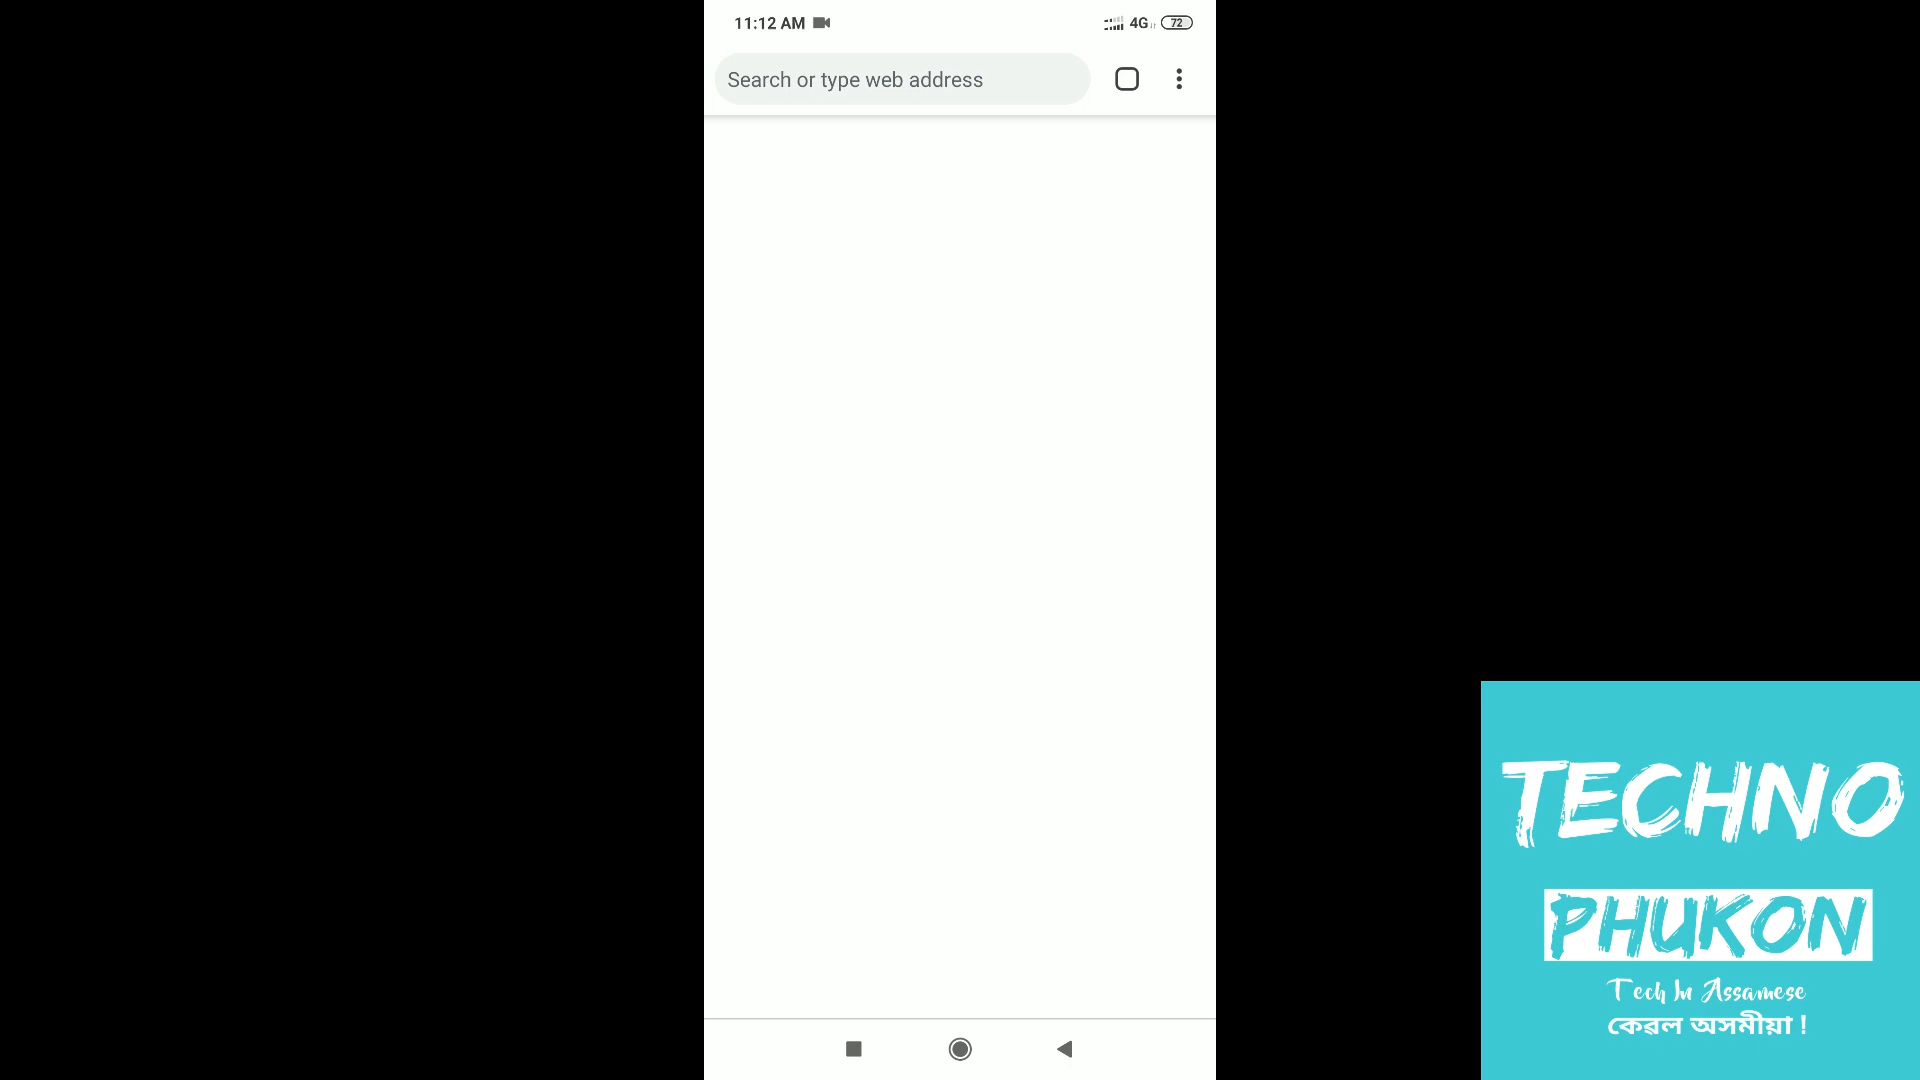 11:12 AM
4G
72
Search or type web address
TECHNO
PHUKON
Tech In Assamese
কেৱল অসমীয়া !